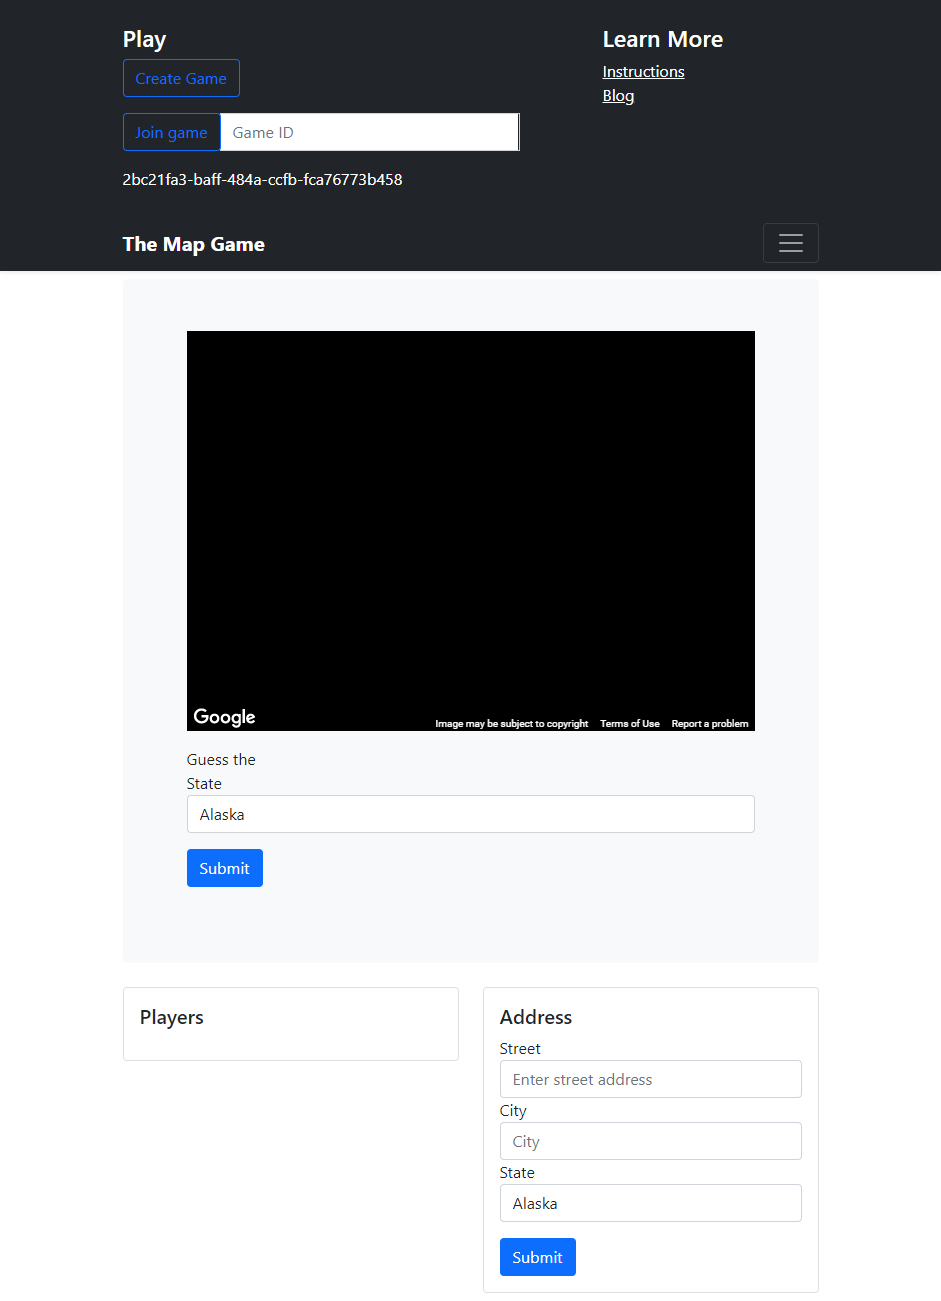 Play
Create Game
Join game
Game ID
2bc21fa3-baff-484a-ccfb-fca76773b458
Learn More
Instructions
Blog
The Map Game
Google
Image may be subject to copyright
Terms of Use
Report a problem
Guess the
State
Alaska
Submit
Players
Address
Street
Enter street address
City
City
State
Alaska
Submit